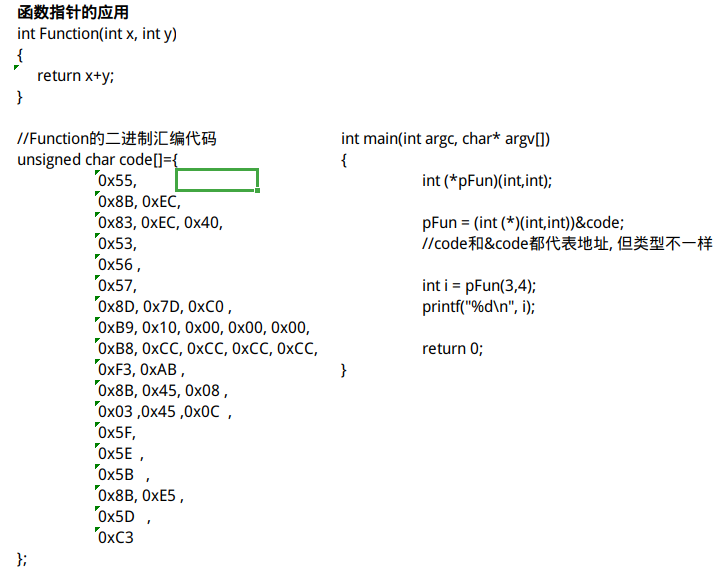 函数指针的应用
int Function(int x, int y)
{
return x+y;
}
//Function的二进制汇编代码
unsigned char code[]={
0x55,
0x8B, 0xEC,
0x83, 0xEC, 0x40,
0x53,
0x56 ,
0x57,
0x8D, 0x7D, 0xC0 ,
0xB9, 0x10, 0x00, 0x00, 0x00,
0xB8, 0xCC, 0xCC, 0xCC, 0xCC,
0xF3, 0xAB ,
0x8B, 0x45, 0x08 ,
0x03 ,0x45 ,0x0C ,
0x5F,
0x5E ,
0x5B ,
0x8B, 0xE5 ,
0x5D ,
0xC3
};
int main(int argc, char* argv[])
{
int (*pFun)(int,int);
pFun = (int (*)(int,int))&code;
//code和&code都代表地址, 但类型不一样
int i = pFun(3,4);
printf("%d\n", i);
return 0;
}